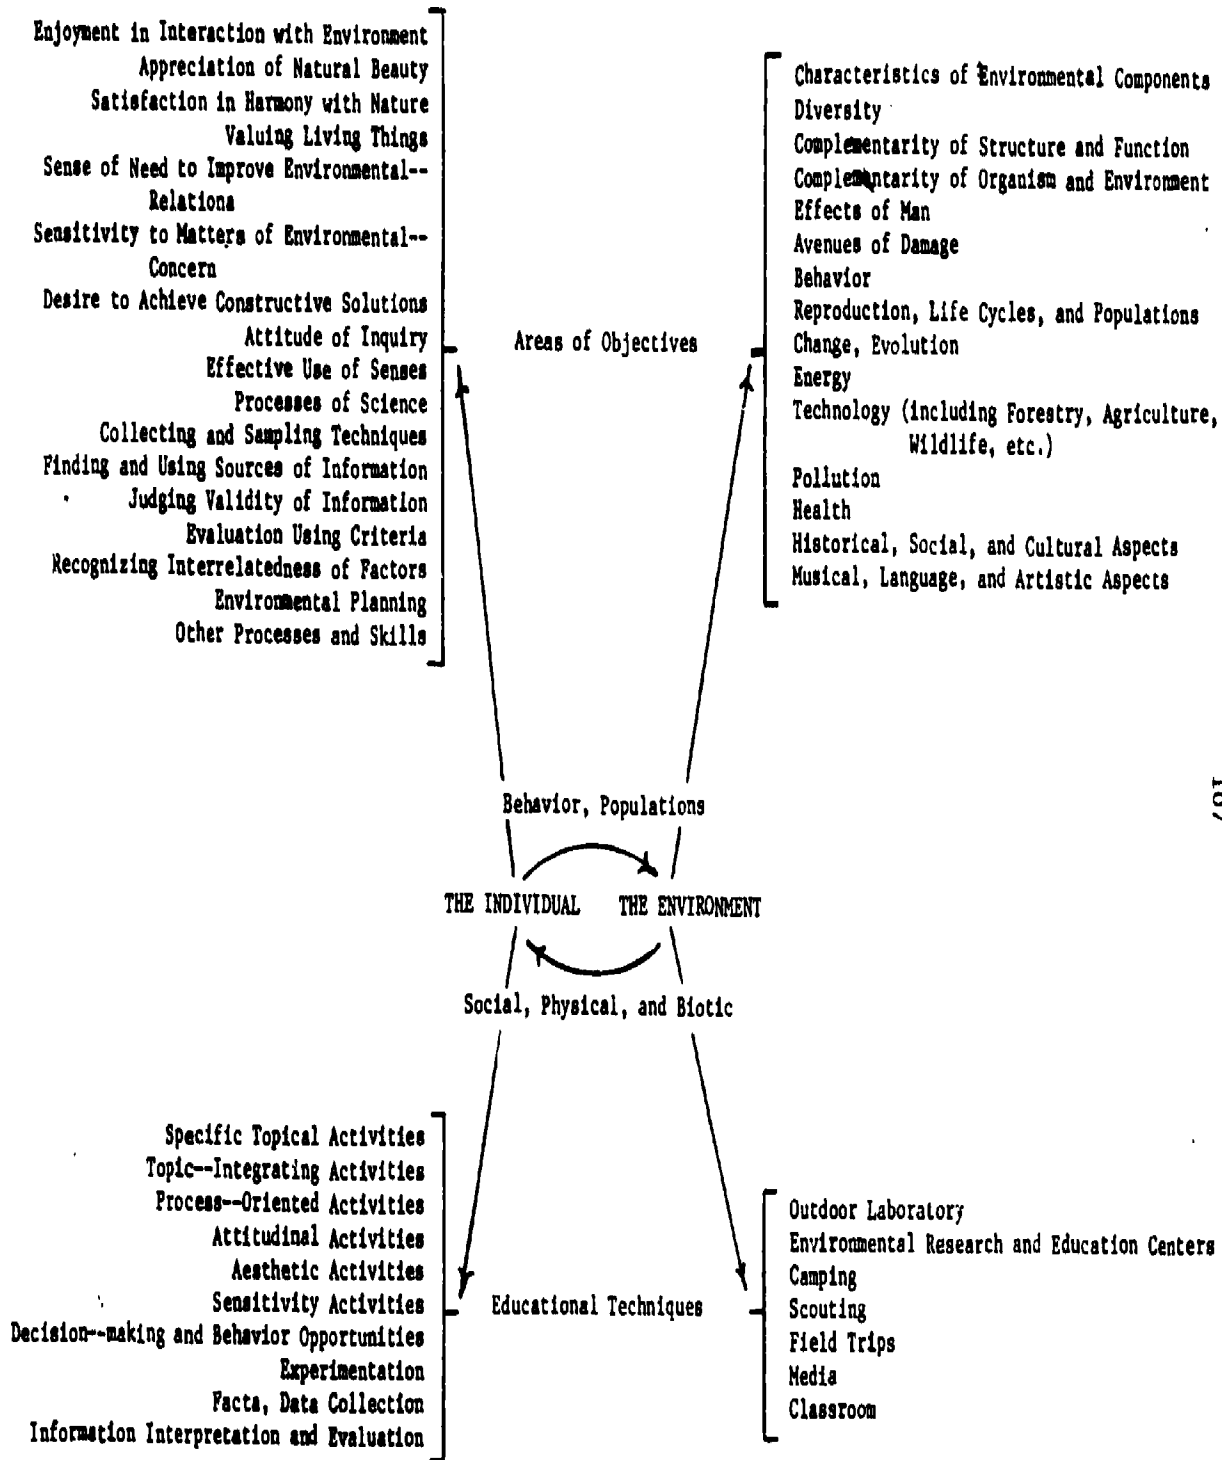 Enjoyment in Interaction with Environment
Appreciation of Natural Beauty
Satisfaction in Harmony with Nature
Valuing Living Things
Sense of Need to Improve Environmental--
Relations
Sensitivity to Matters of Environmental--
Concern
Desire to Achieve Constructive Solutions
Attitude of Inquiry
Effective Use of Senses
Processes of Science
Collecting and Sampling Techniques
Finding and Using Sources of Information
Judging Validity of Information
Evaluation Using Criteria
Recognizing Interrelatedness of Factors
Environmental Planning
Other Processes and Skills
Areas of Objectives
Characteristics of Environmental Components
Diversity
Complementarity of Structure and Function
Complementarity of Organism and Environment
Effects of Man
Avenues of Damage
Behavior
Reproduction, Life Cycles, and Populations
Change, Evolution
Energy
Technology (including Forestry, Agriculture,
Wildlife, etc.)
Pollution
Health
Historical, Social, and Cultural Aspects
Musical, Language, and Artistic Aspects
Behavior, Populations
THE INDIVIDUAL THE ENVIRONMENT
Social, Physical, and Biotic
Specific Topical Activities
Topic--Integrating Activities
Process--Oriented Activities
Attitudinal Activities
Aesthetic Activities
Sensitivity Activities
Decision--making and Behavior Opportunities
Experimentation
Facts, Data Collection
Information Interpretation and Evaluation
Educational Techniques
Outdoor Laboratory
Environmental Research and Education Centers
Camping
Scouting
Field Trips
Media
Classroom